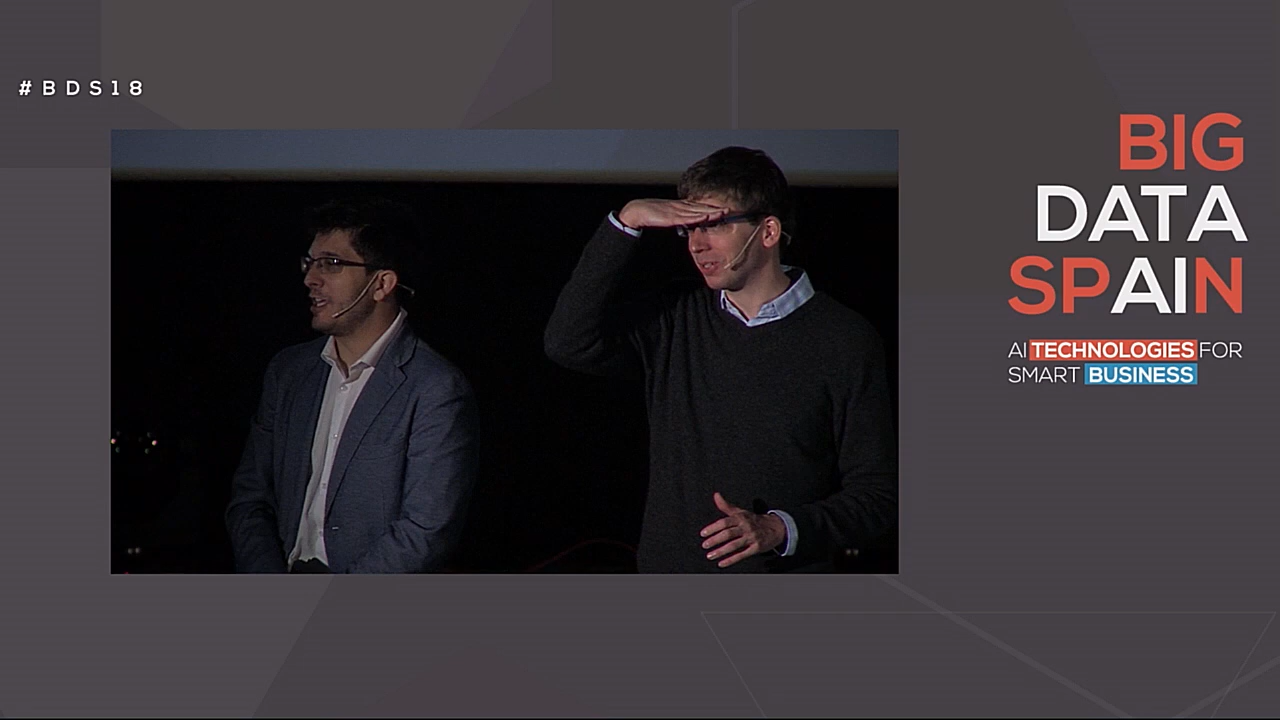 #BDS18
BIG
DATA
SPAIN
AI TECHNOLOGIES FOR
SMART BUSINESS